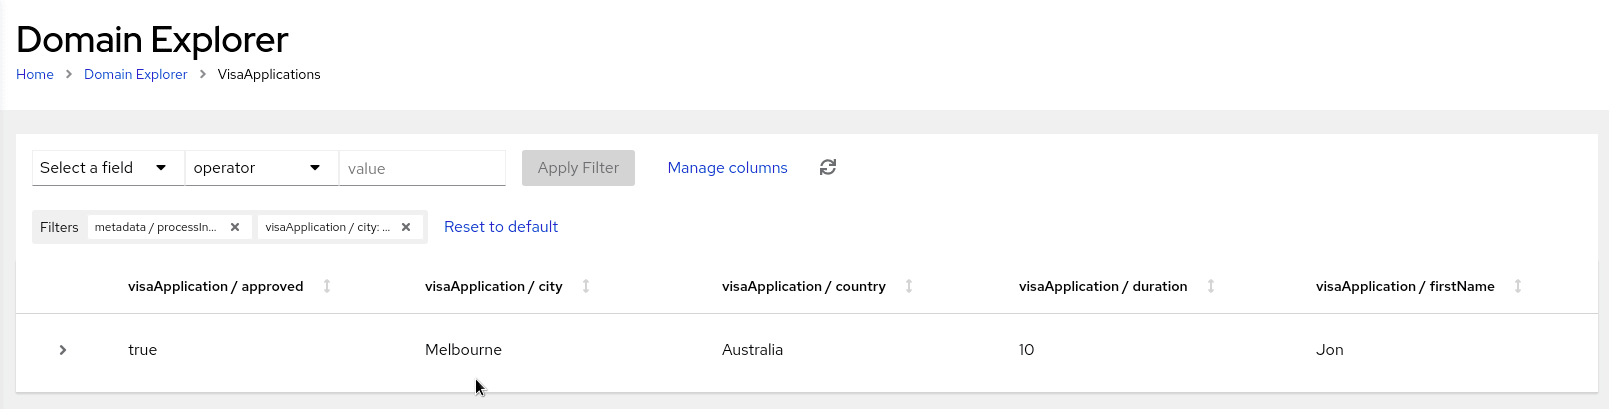 Domain Explorer
Home > Domain Explorer > VisaApplications
Select a field operator value Apply Filter Manage columns
Filters metadata / processIn... visaApplication / city: ... Reset to default
visaApplication / approved visaApplication / city visaApplication / country visaApplication / duration visaApplication / firstName
true Melbourne Australia 10 Jon